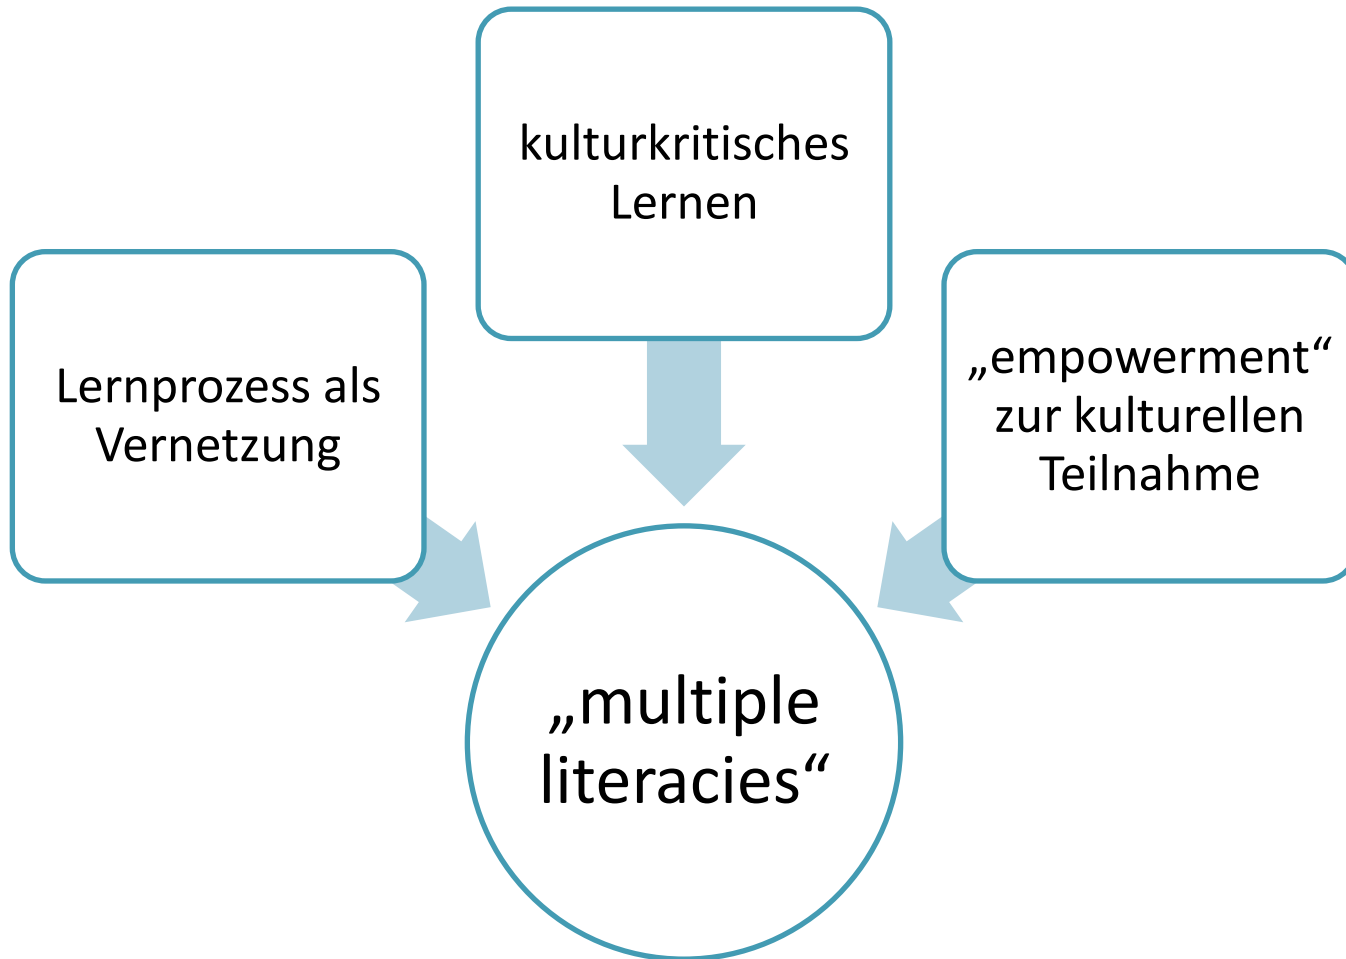 kulturkritisches
Lernen
Lernprozess als
Vernetzung
„empowerment“
zur kulturellen
Teilnahme
„multiple
literacies“